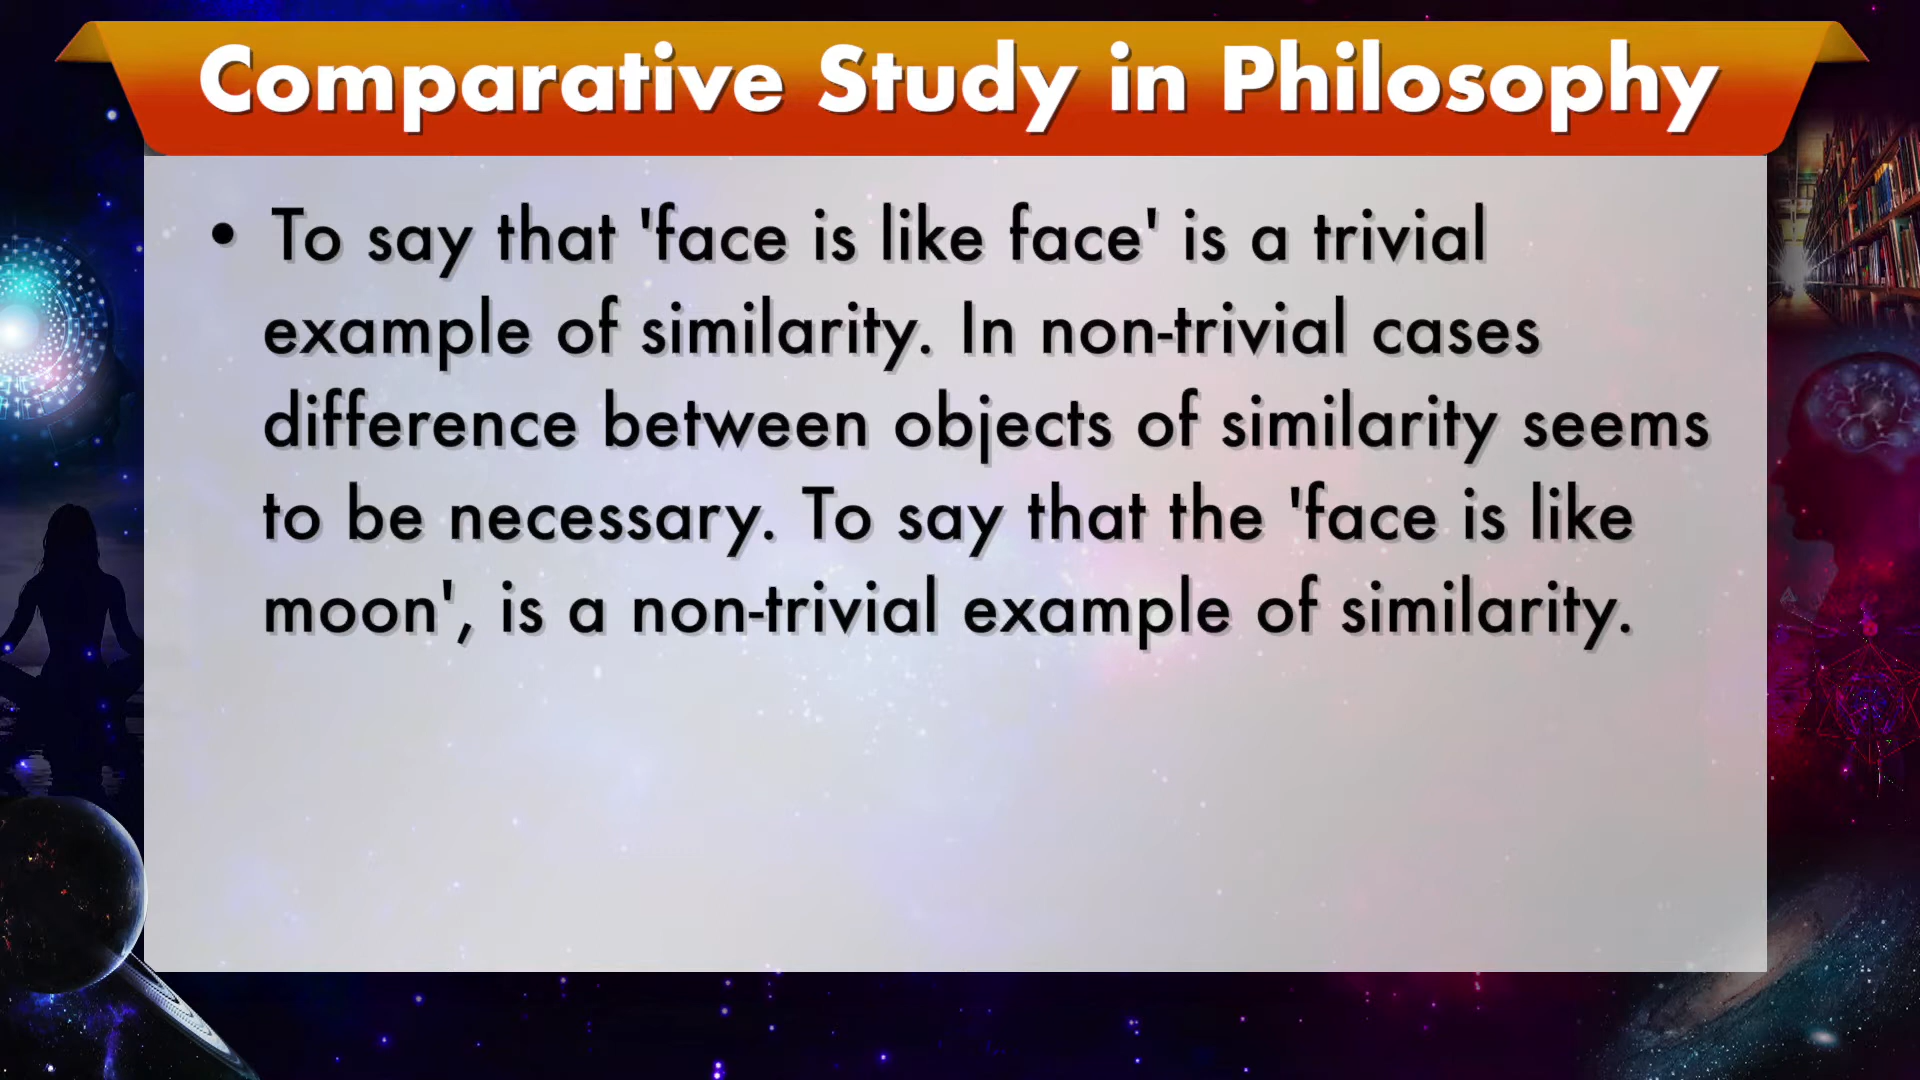 Comparative Study in Philosophy
• To say that 'face is like face' is a trivial
example of similarity. In non-trivial cases
difference between objects of similarity seems
to be necessary. To say that the 'face is like
moon', is a non-trivial example of similarity.